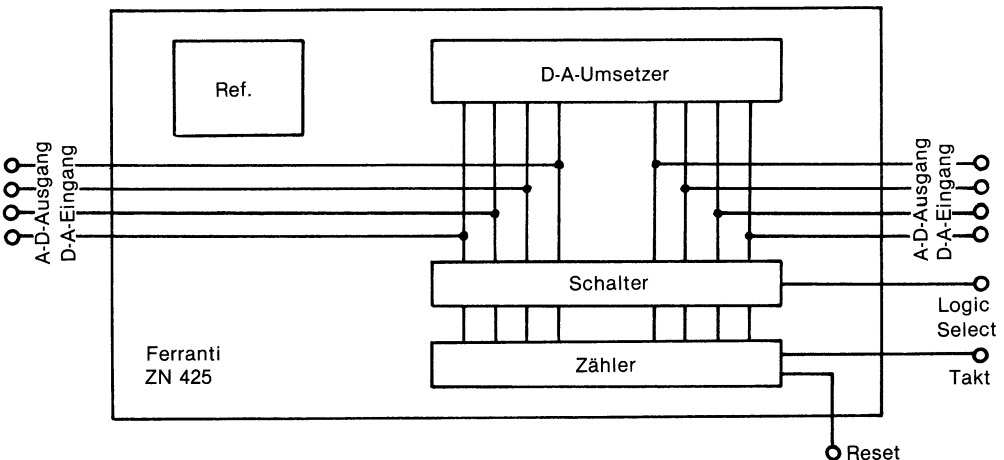 Ref.
D-A-Umsetzer
A-D-Ausgang
D-A-Eingang
A-D-Ausgang
D-A-Eingang
Schalter
Logic
Select
Ferranti
ZN 425
Zähler
Takt
Reset